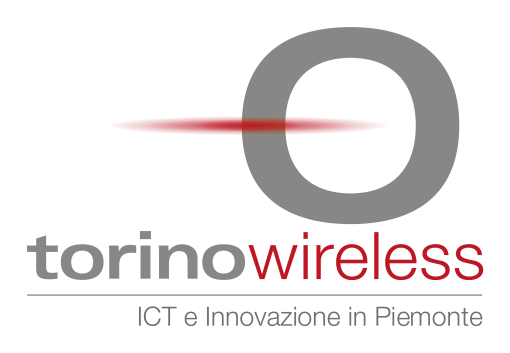 torinowireless
ICT e Innovazione in Piemonte